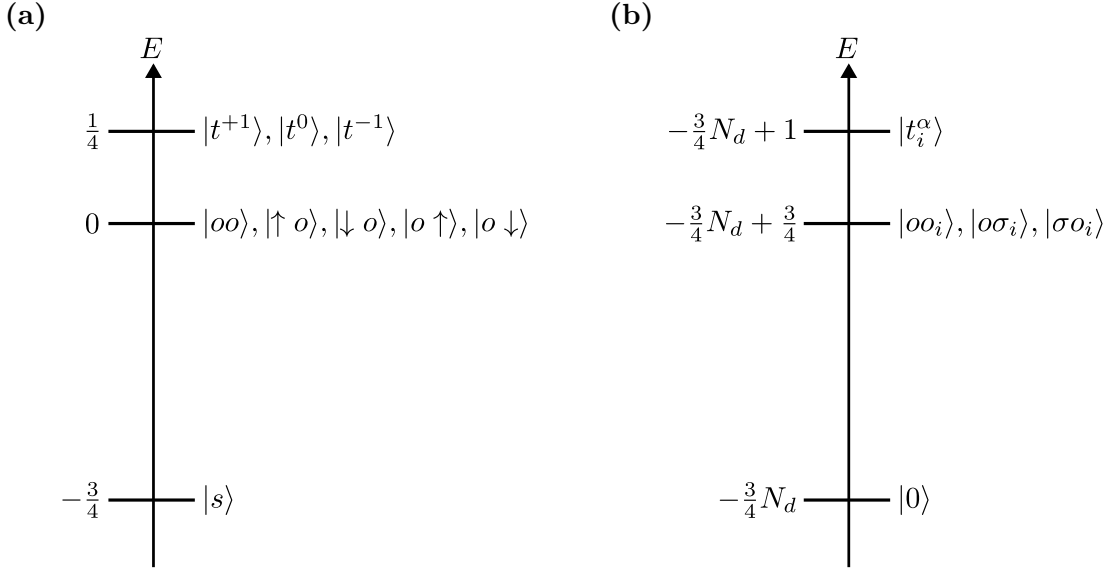 (a)
E
1/4 |t⁺¹⟩, |t⁰⟩, |t⁻¹⟩
0 |oo⟩, |↑ o⟩, |↓ o⟩, |o ↑⟩, |o ↓⟩
−3/4 |s⟩
(b)
E
−3/4 N_d + 1 |t_i^α⟩
−3/4 N_d + 3/4 |oo_i⟩, |oσ_i⟩, |σo_i⟩
−3/4 N_d |0⟩